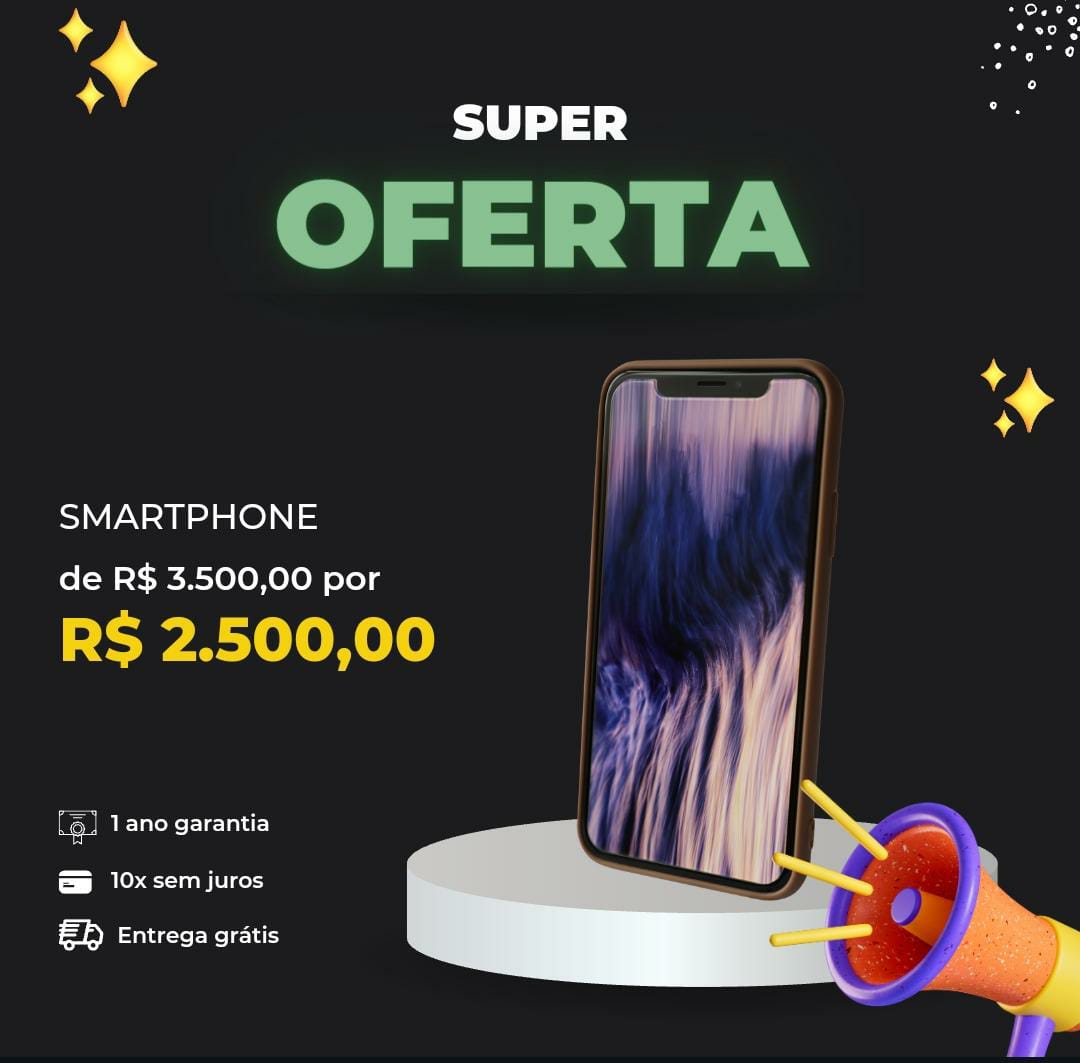 SUPER
OFERTA
SMARTPHONE
de R$ 3.500,00 por
R$ 2.500,00
1 ano garantia
10x sem juros
Entrega grátis